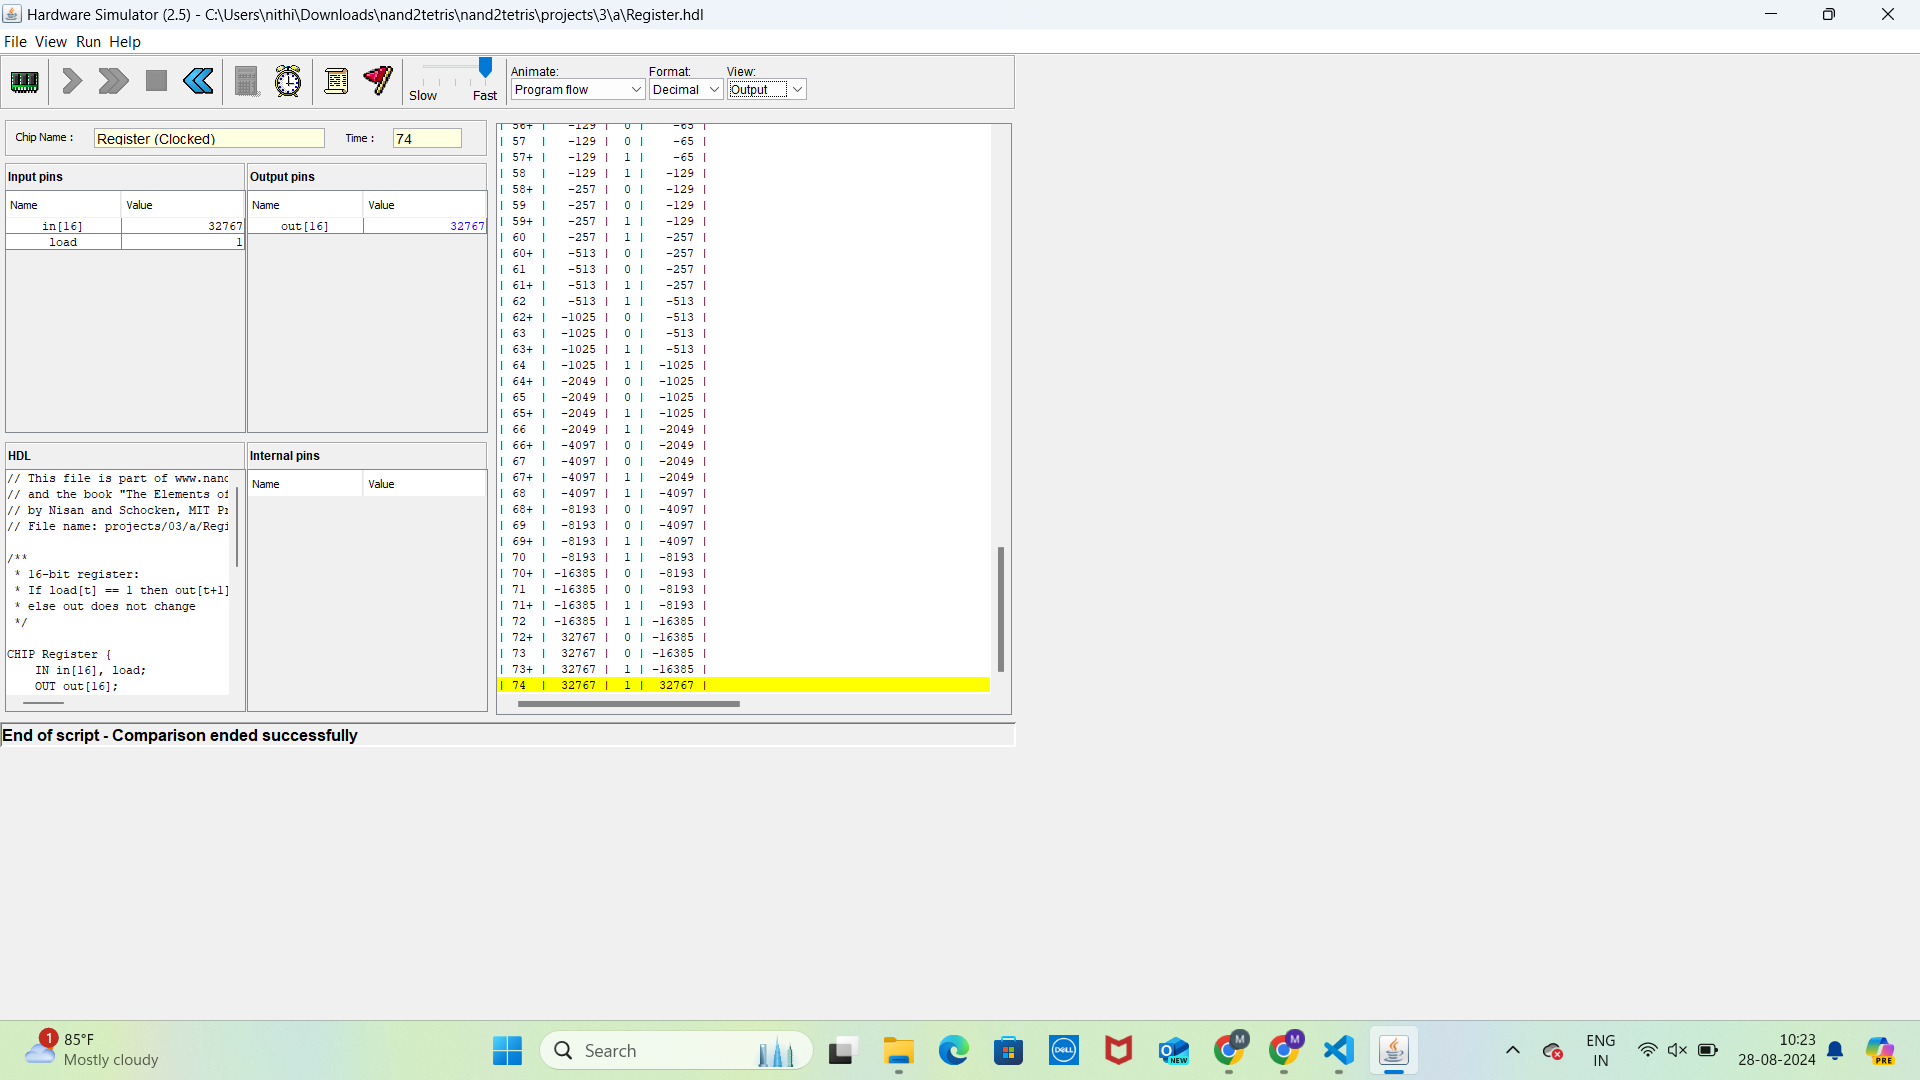 Hardware Simulator (2.5) - C:\Users\nithi\Downloads\nand2tetris\nand2tetris\projects\3\a\Register.hdl
File View Run Help
Slow Fast
Animate: Format: View:
Program flow Decimal Output
Chip Name : Register (Clocked) Time : 74
Input pins
Name Value
in[16] 32767
load 1
Output pins
Name Value
out[16] 32767
HDL
// This file is part of www.nand
// and the book "The Elements of
// by Nisan and Schocken, MIT Pr
// File name: projects/03/a/Regi
/**
* 16-bit register:
* If load[t] == 1 then out[t+1]
* else out does not change
*/
CHIP Register {
IN in[16], load;
OUT out[16];
Internal pins
Name Value
| 56+ | -129 | 0 | -65 |
| 57 | -129 | 0 | -65 |
| 57+ | -129 | 1 | -65 |
| 58 | -129 | 1 | -129 |
| 58+ | -257 | 0 | -129 |
| 59 | -257 | 0 | -129 |
| 59+ | -257 | 1 | -129 |
| 60 | -257 | 1 | -257 |
| 60+ | -513 | 0 | -257 |
| 61 | -513 | 0 | -257 |
| 61+ | -513 | 1 | -257 |
| 62 | -513 | 1 | -513 |
| 62+ | -1025 | 0 | -513 |
| 63 | -1025 | 0 | -513 |
| 63+ | -1025 | 1 | -513 |
| 64 | -1025 | 1 | -1025 |
| 64+ | -2049 | 0 | -1025 |
| 65 | -2049 | 0 | -1025 |
| 65+ | -2049 | 1 | -1025 |
| 66 | -2049 | 1 | -2049 |
| 66+ | -4097 | 0 | -2049 |
| 67 | -4097 | 0 | -2049 |
| 67+ | -4097 | 1 | -2049 |
| 68 | -4097 | 1 | -4097 |
| 68+ | -8193 | 0 | -4097 |
| 69 | -8193 | 0 | -4097 |
| 69+ | -8193 | 1 | -4097 |
| 70 | -8193 | 1 | -8193 |
| 70+ | -16385 | 0 | -8193 |
| 71 | -16385 | 0 | -8193 |
| 71+ | -16385 | 1 | -8193 |
| 72 | -16385 | 1 | -16385 |
| 72+ | 32767 | 0 | -16385 |
| 73 | 32767 | 0 | -16385 |
| 73+ | 32767 | 1 | -16385 |
| 74 | 32767 | 1 | 32767 |
End of script - Comparison ended successfully
1
85°F
Mostly cloudy
Search
DELL
NEW
M
M
ENG
IN
10:23
28-08-2024
PRE